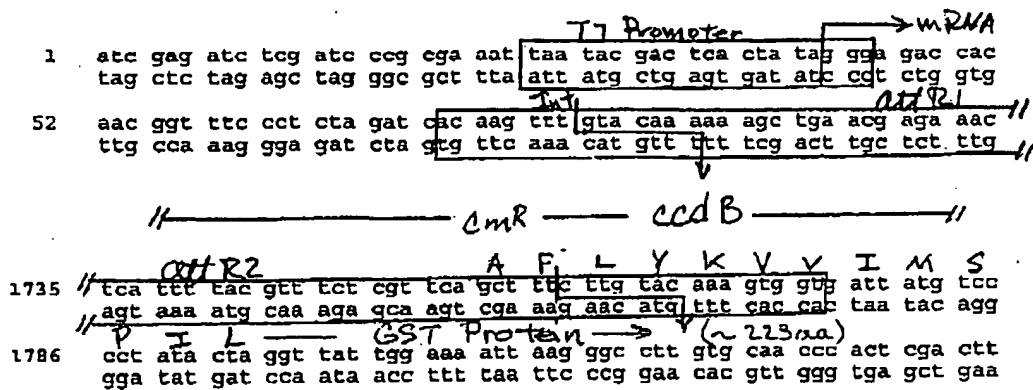 T7 Promoter mRNA
1 atc gag atc tcg atc ccg cga aat taa tac gac tca cta tag gga gac cac
tag ctc tag agc tag ggc gct tta att atg ctg agt gat atc cct ctg gtg
Int attR1
52 aac ggt ttc cct cta gat cac aag ttt gta caa aaa agc tga acg aga aac
ttg cca aag gga gat cta gtg ttc aaa cat gtt ttt tcg act tgc tct ttg
cmR ccdB
attR2 A F L Y K V V I M S
1735 tca ttt tac gtt tct cgt tca gct ttc ttg tac aaa gtg gtg att atg tcc
agt aaa atg caa aga gca agt cga aag aac atg ttt cac cac taa tac agg
P I L GST Protein (~223aa)
1786 cct ata cta ggt tat tgg aaa att aag ggc ctt gtg caa ccc act cga ctt
gga tat gat cca ata acc ttt taa ttc ccg gaa cac gtt ggg tga gct gaa